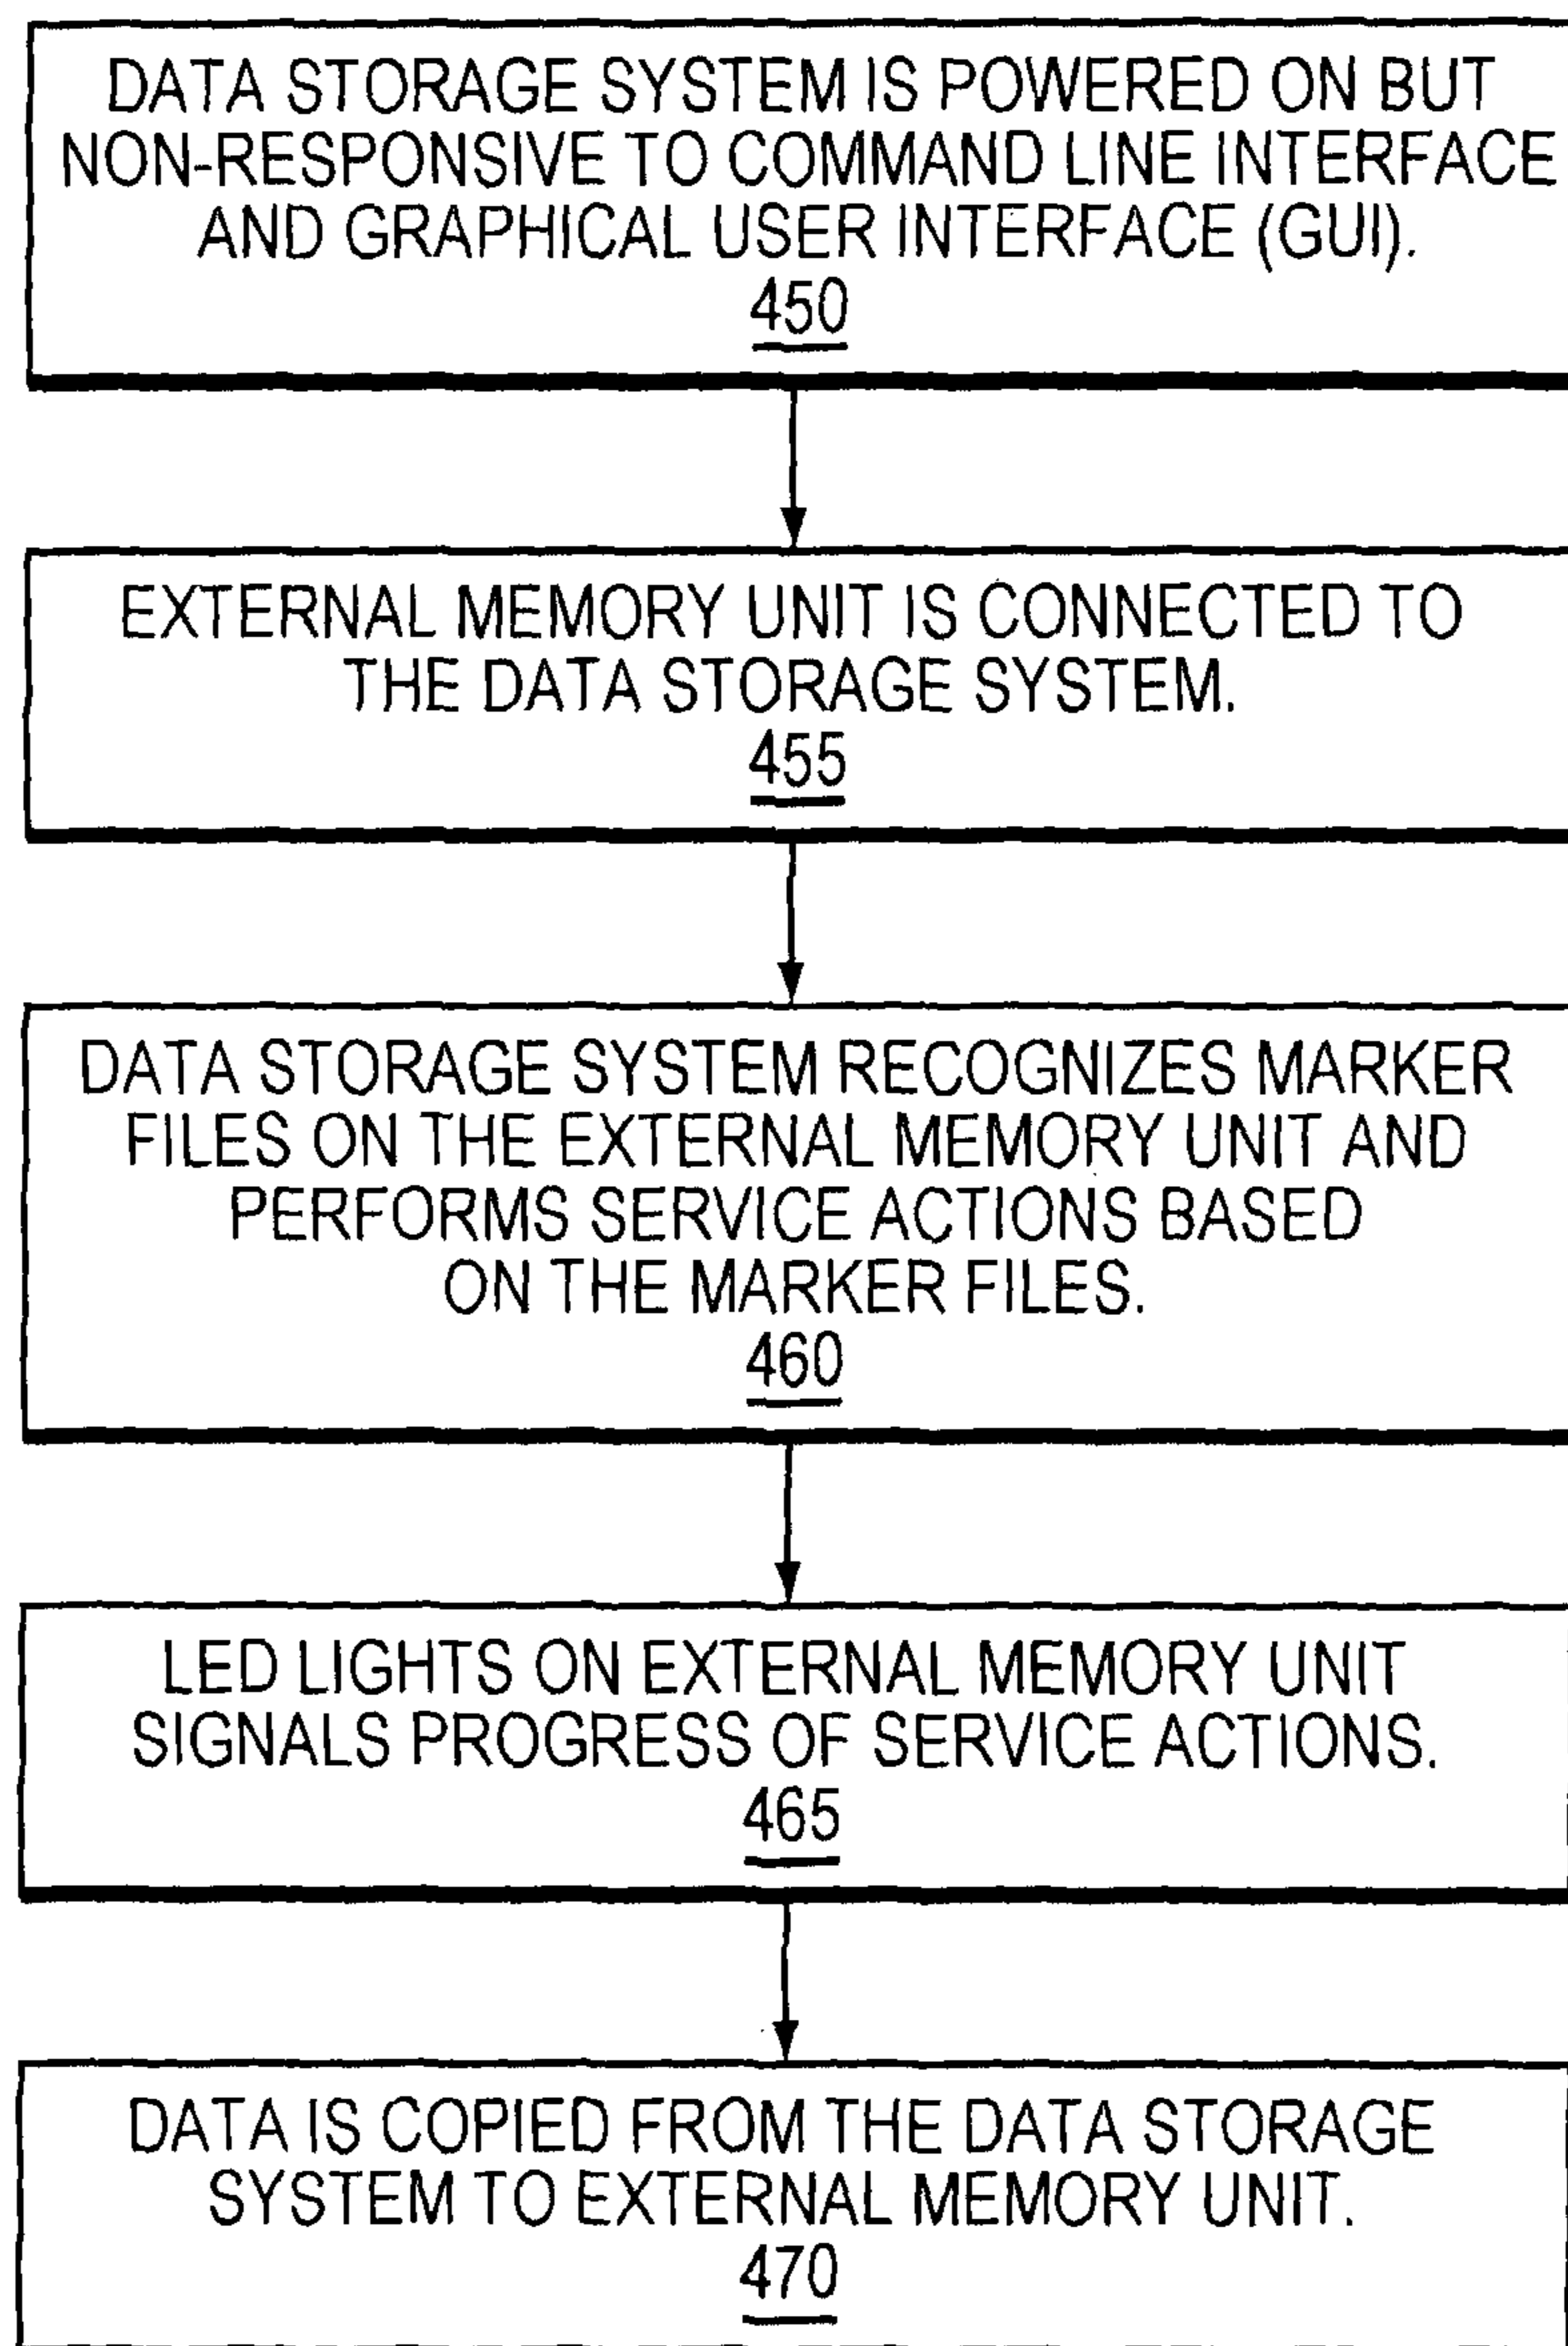 DATA STORAGE SYSTEM IS POWERED ON BUT
NON-RESPONSIVE TO COMMAND LINE INTERFACE
AND GRAPHICAL USER INTERFACE (GUI).
450
EXTERNAL MEMORY UNIT IS CONNECTED TO
THE DATA STORAGE SYSTEM.
455
DATA STORAGE SYSTEM RECOGNIZES MARKER
FILES ON THE EXTERNAL MEMORY UNIT AND
PERFORMS SERVICE ACTIONS BASED
ON THE MARKER FILES.
460
LED LIGHTS ON EXTERNAL MEMORY UNIT
SIGNALS PROGRESS OF SERVICE ACTIONS.
465
DATA IS COPIED FROM THE DATA STORAGE
SYSTEM TO EXTERNAL MEMORY UNIT.
470